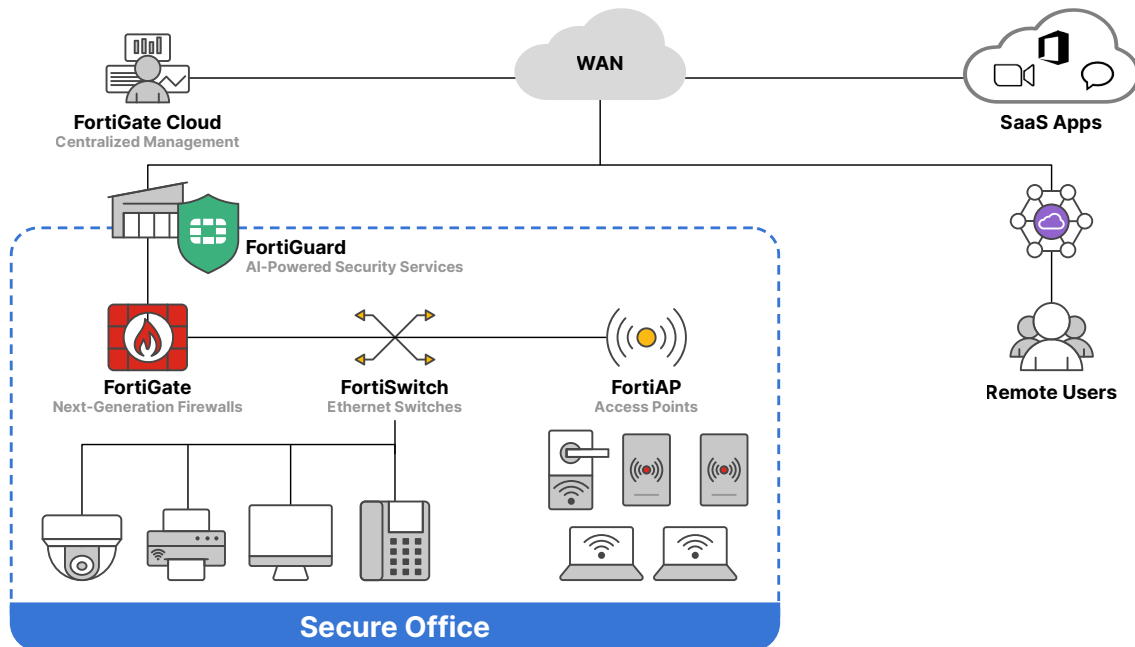 WAN
FortiGate Cloud
Centralized Management
SaaS Apps
FortiGuard
AI-Powered Security Services
FortiGate
Next-Generation Firewalls
FortiSwitch
Ethernet Switches
FortiAP
Access Points
Remote Users
Secure Office